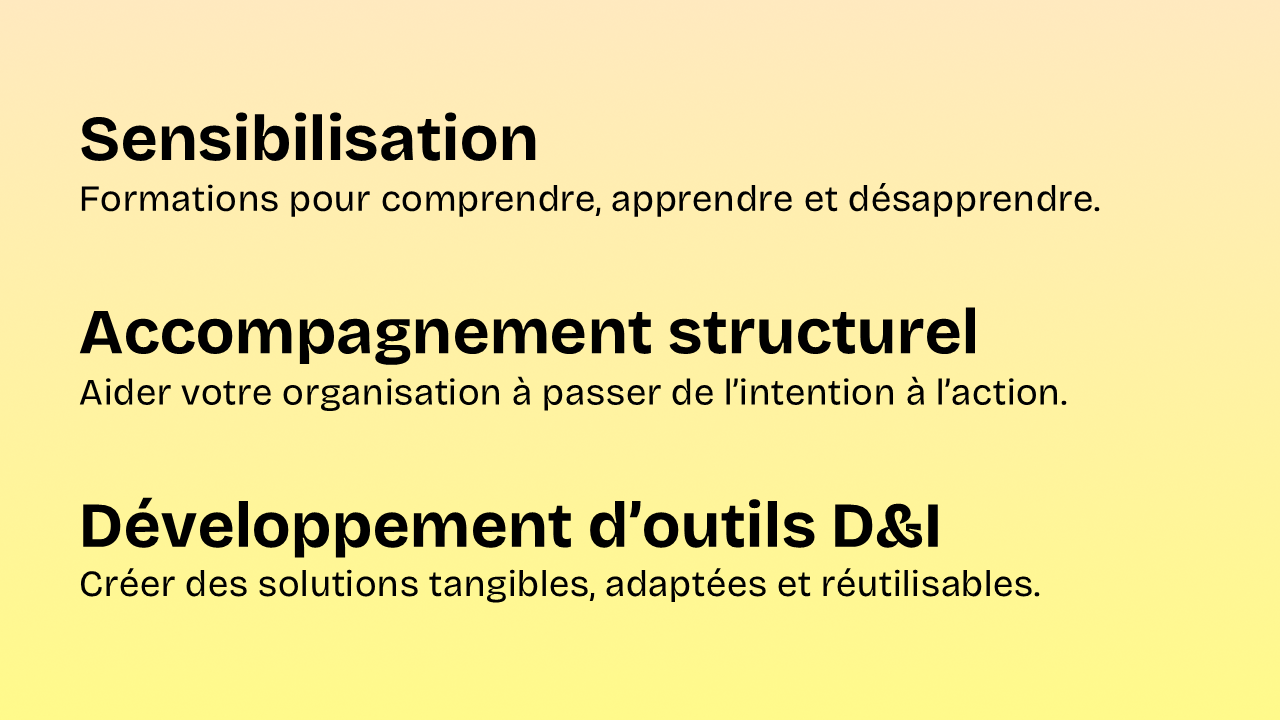 Sensibilisation
Formations pour comprendre, apprendre et désapprendre.
Accompagnement structurel
Aider votre organisation à passer de l’intention à l’action.
Développement d’outils D&I
Créer des solutions tangibles, adaptées et réutilisables.